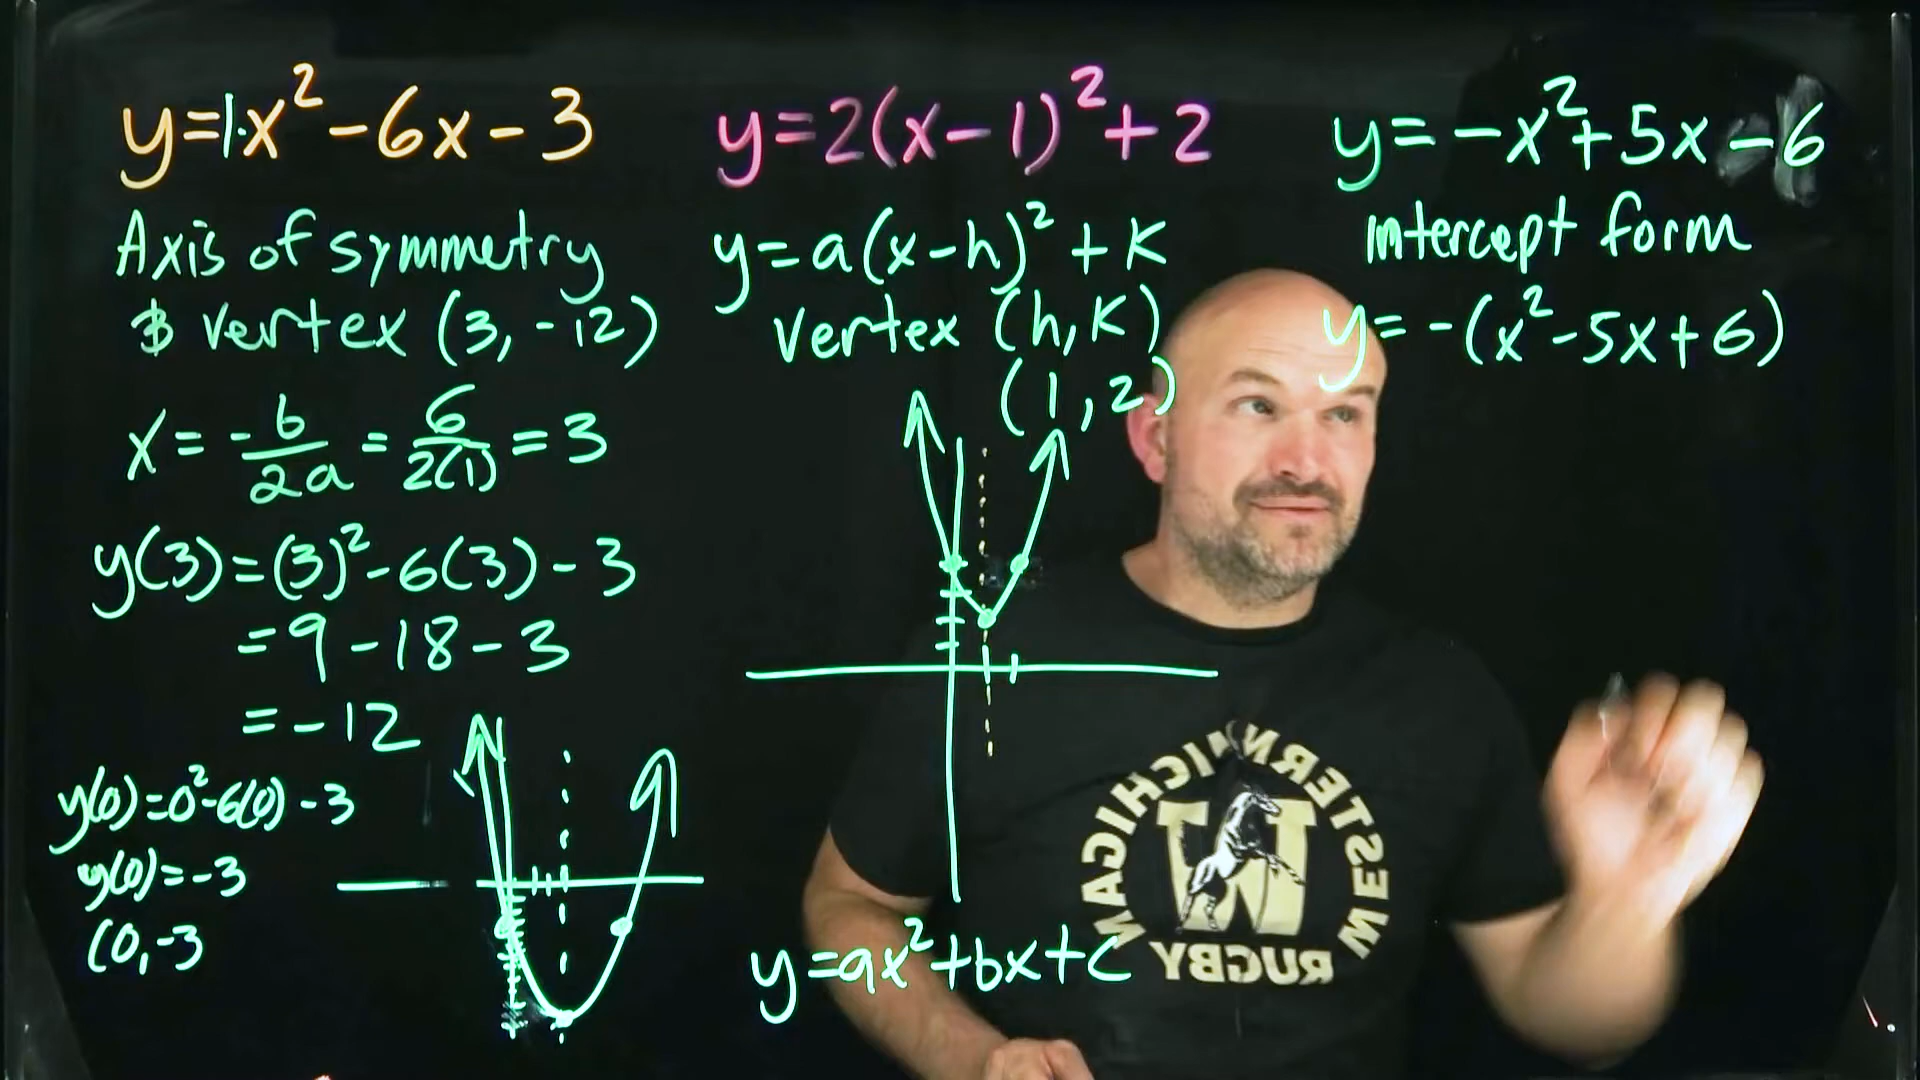 y=1·x²-6x-3
Axis of symmetry
& vertex (3,-12)
x= -b/2a = 6/2(1) = 3
y(3)=(3)²-6(3)-3
=9-18-3
=-12
y(0)=0²-6(0)-3
y(0)=-3
(0,-3
y=2(x-1)²+2
y=a(x-h)²+k
vertex (h,k)
(1,2)
y=ax²+bx+c
y=-x²+5x-6
intercept form
y=-(x²-5x+6)
WESTERN MICHIGAN
W
RUGBY